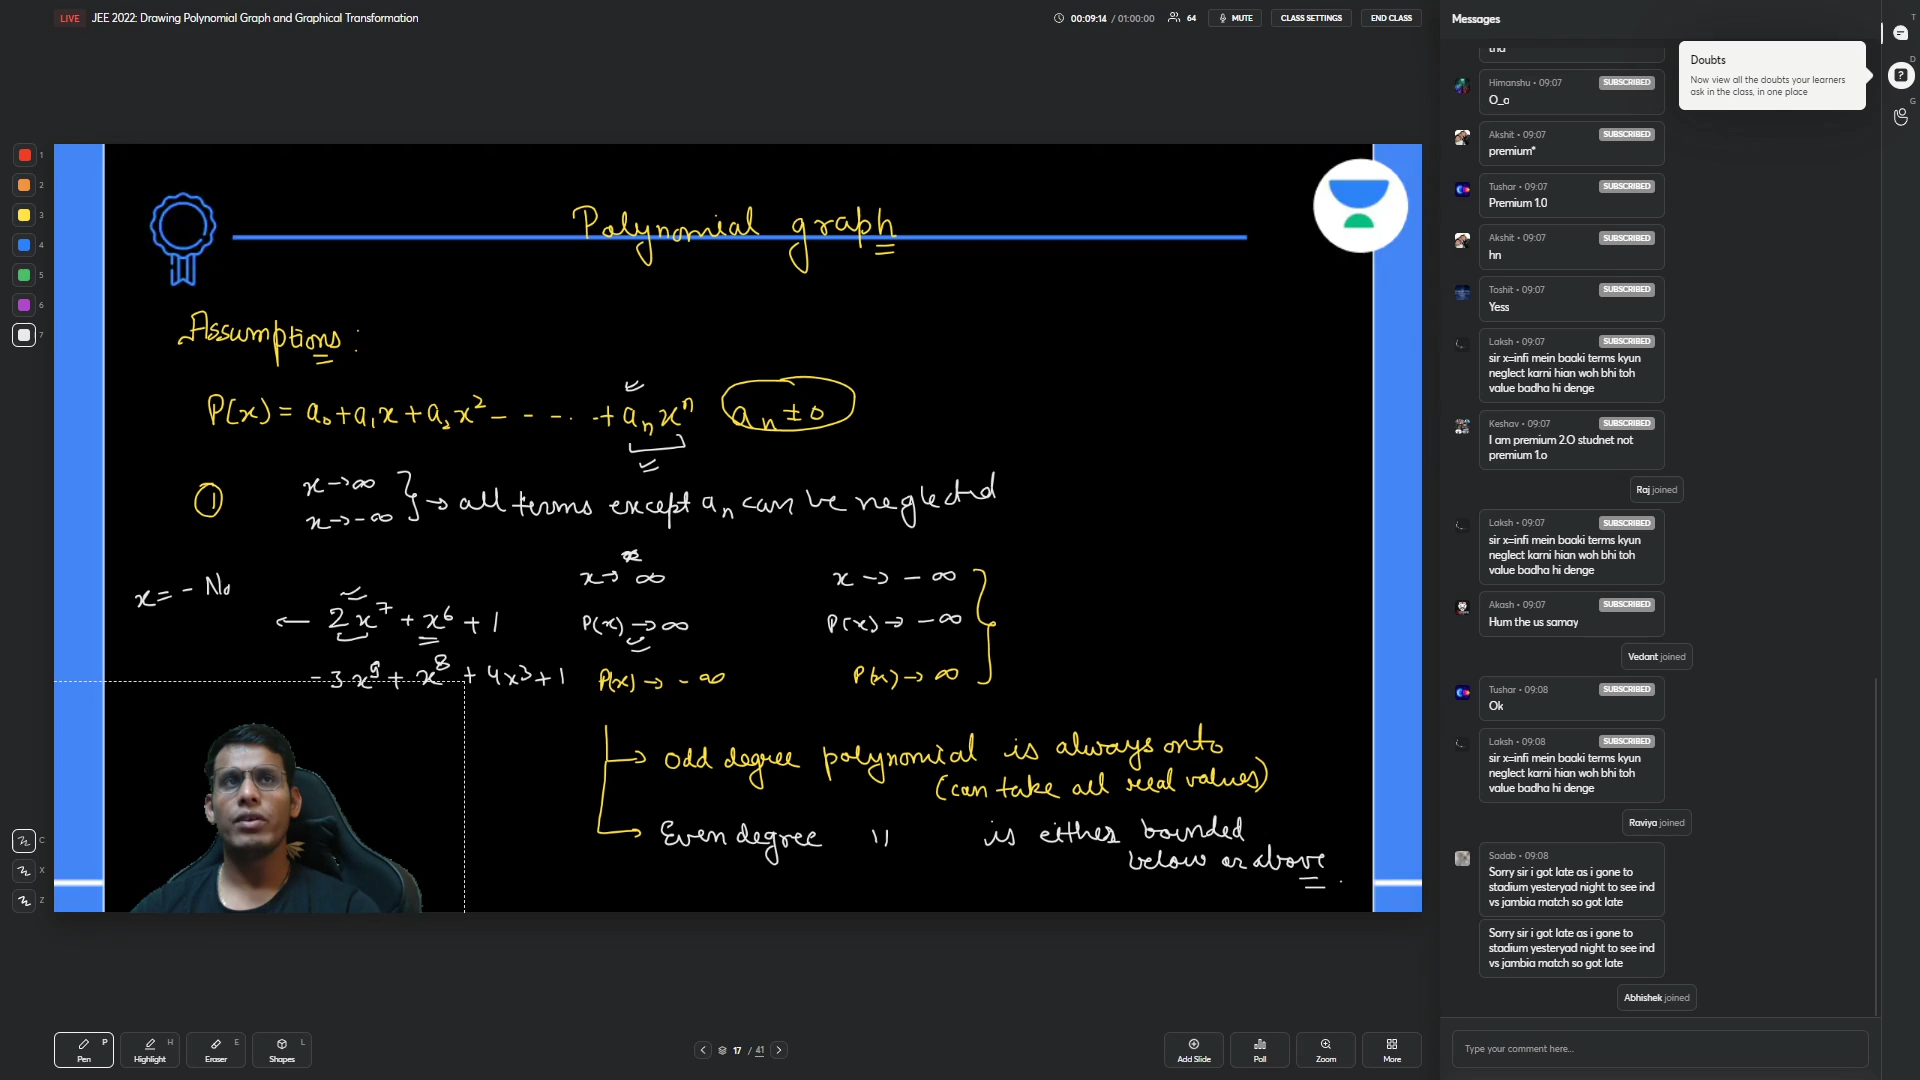 LIVE JEE 2022: Drawing Polynomial Graph and Graphical Transformation
00:09:14 / 01:00:00 64 MUTE CLASS SETTINGS END CLASS
1
2
3
4
5
6
7
Polynomial graph
Assumptions :
P(x) = a₀+a₁x+a₂x² - - - . . + aₙxⁿ aₙ ± 0
① x→∞
x→-∞ } → all terms except aₙ can be neglected
x = - No
x→ ∞ x → - ∞
← 2x⁷ + x⁶ + 1 P(x) → ∞ P(x) → - ∞
- 3x⁹ + x⁸ + 4x³ + 1 P(x) → - ∞ P(x) → ∞
→ odd degree polynomial is always onto
(can take all real values)
→ Even degree 11 is either bounded
below or above .
C
X
Z
Pen P Highlight H Eraser E Shapes L
17 / 41
Add Slide Poll Zoom More
Messages
Doubts
Now view all the doubts your learners
ask in the class, in one place
T
D
G
Himanshu • 09:07 SUBSCRIBED
O_o
Akshit • 09:07 SUBSCRIBED
premium*
Tushar • 09:07 SUBSCRIBED
Premium 1.0
Akshit • 09:07 SUBSCRIBED
hn
Toshit • 09:07 SUBSCRIBED
Yess
Laksh • 09:07 SUBSCRIBED
sir x=infi mein baaki terms kyun
neglect karni hian woh bhi toh
value badha hi denge
Keshav • 09:07 SUBSCRIBED
I am premium 2.O studnet not
premium 1.o
Raj joined
Laksh • 09:07 SUBSCRIBED
sir x=infi mein baaki terms kyun
neglect karni hian woh bhi toh
value badha hi denge
Akash • 09:07 SUBSCRIBED
Hum the us samay
Vedant joined
Tushar • 09:08 SUBSCRIBED
Ok
Laksh • 09:08 SUBSCRIBED
sir x=infi mein baaki terms kyun
neglect karni hian woh bhi toh
value badha hi denge
Raviya joined
Sadab • 09:08 SUBSCRIBED
Sorry sir i got late as i gone to
stadium yesteryad night to see ind
vs jambia match so got late
Sorry sir i got late as i gone to
stadium yesteryad night to see ind
vs jambia match so got late
Abhishek joined
Type your comment here...